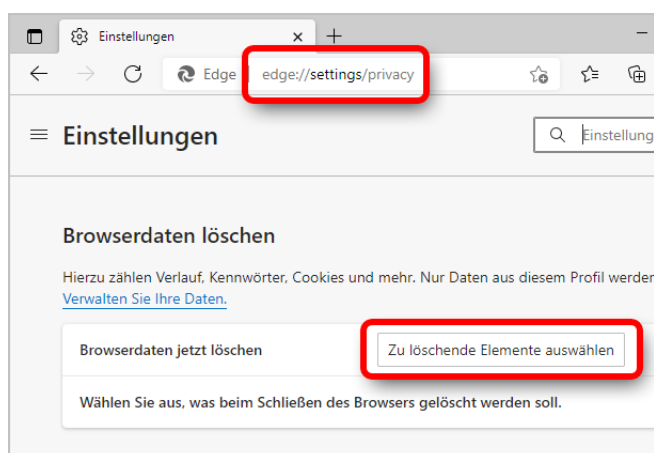 Einstellungen
Edge edge://settings/privacy
Einstellungen
Einstellung
Browserdaten löschen
Hierzu zählen Verlauf, Kennwörter, Cookies und mehr. Nur Daten aus diesem Profil werden
Verwalten Sie Ihre Daten.
Browserdaten jetzt löschen
Zu löschende Elemente auswählen
Wählen Sie aus, was beim Schließen des Browsers gelöscht werden soll.